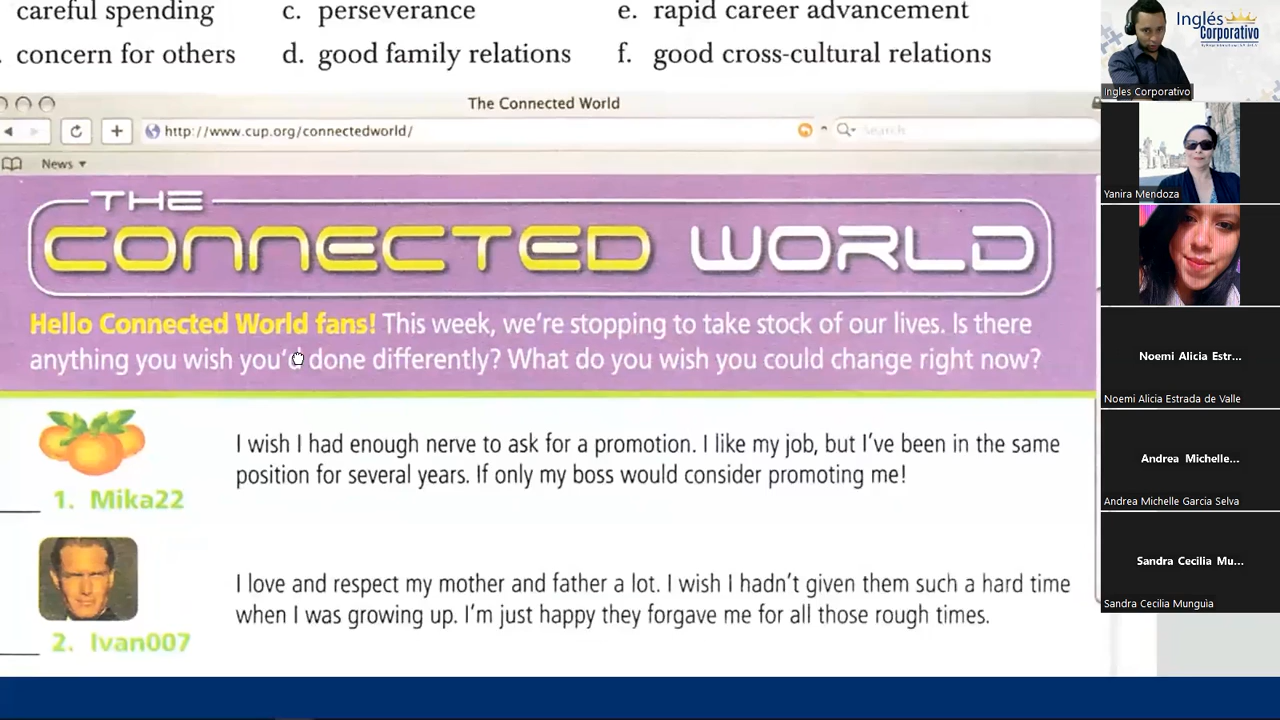 careful spending c. perseverance e. rapid career advancement
. concern for others d. good family relations f. good cross-cultural relations
The Connected World
http://www.cup.org/connectedworld/ Search
News
THE
CONNECTED WORLD
Hello Connected World fans! This week, we're stopping to take stock of our lives. Is there
anything you wish you'd done differently? What do you wish you could change right now?
I wish I had enough nerve to ask for a promotion. I like my job, but I've been in the same
position for several years. If only my boss would consider promoting me!
1. Mika22
I love and respect my mother and father a lot. I wish I hadn't given them such a hard time
when I was growing up. I'm just happy they forgave me for all those rough times.
2. Ivan007
Inglés
Corporativo
Ingles Corporativo
Yanira Mendoza
Noemi Alicia Estr...
Noemi Alicia Estrada de Valle
Andrea Michelle...
Andrea Michelle Garcia Selva
Sandra Cecilia Mu...
Sandra Cecilia Munguia